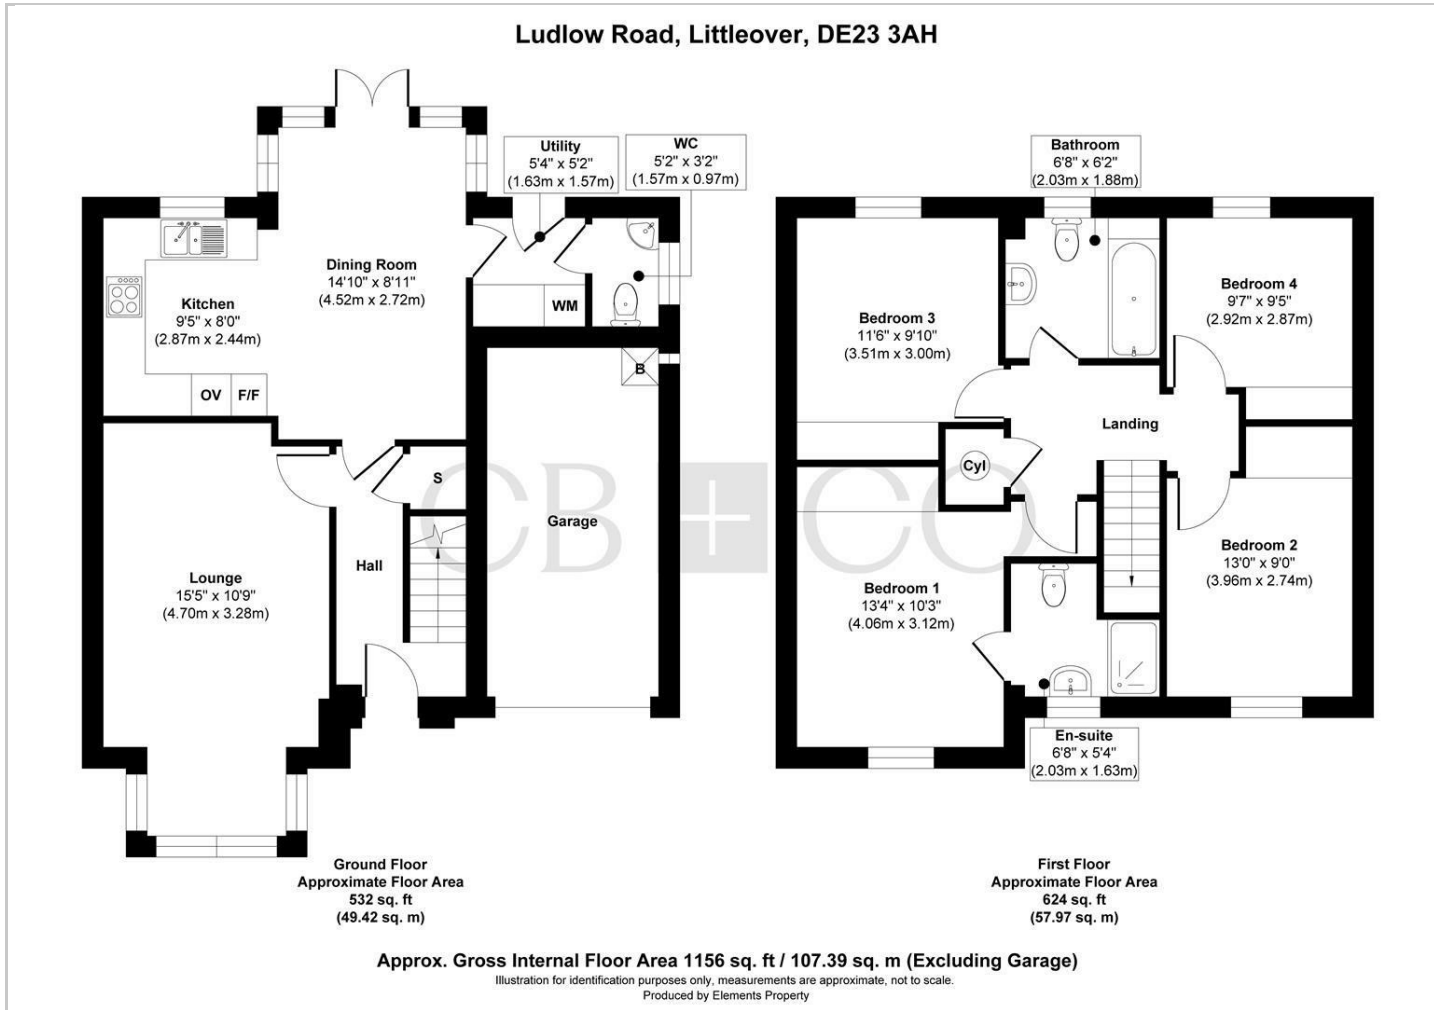 Ludlow Road, Littleover, DE23 3AH
Utility
5'4" x 5'2"
(1.63m x 1.57m)
WC
5'2" x 3'2"
(1.57m x 0.97m)
Dining Room
14'10" x 8'11"
(4.52m x 2.72m)
Kitchen
9'5" x 8'0"
(2.87m x 2.44m)
WM
OV
F/F
B
S
Garage
Hall
Lounge
15'5" x 10'9"
(4.70m x 3.28m)
Ground Floor
Approximate Floor Area
532 sq. ft
(49.42 sq. m)
Bathroom
6'8" x 6'2"
(2.03m x 1.88m)
Bedroom 3
11'6" x 9'10"
(3.51m x 3.00m)
Bedroom 4
9'7" x 9'5"
(2.92m x 2.87m)
Landing
Cyl
Bedroom 1
13'4" x 10'3"
(4.06m x 3.12m)
Bedroom 2
13'0" x 9'0"
(3.96m x 2.74m)
En-suite
6'8" x 5'4"
(2.03m x 1.63m)
First Floor
Approximate Floor Area
624 sq. ft
(57.97 sq. m)
CB+CO
Approx. Gross Internal Floor Area 1156 sq. ft / 107.39 sq. m (Excluding Garage)
Illustration for identification purposes only, measurements are approximate, not to scale.
Produced by Elements Property